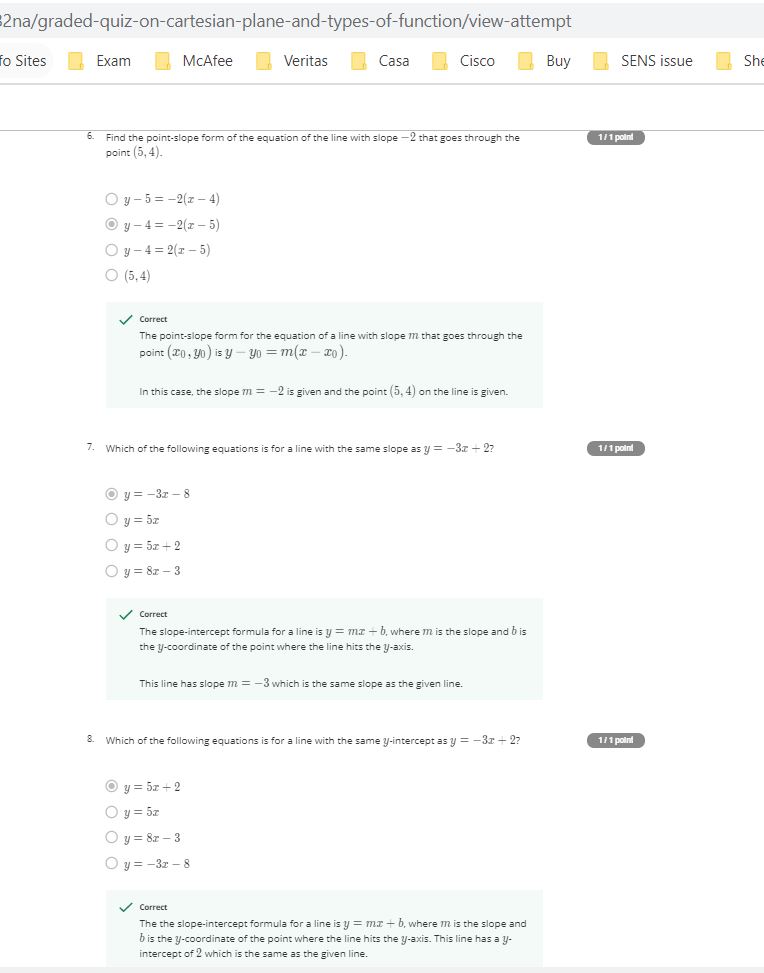 32na/graded-quiz-on-cartesian-plane-and-types-of-function/view-attempt
fo Sites Exam McAfee Veritas Casa Cisco Buy SENS issue She
6. Find the point-slope form of the equation of the line with slope −2 that goes through the 1 / 1 point
point (5, 4).
y − 5 = −2(x − 4)
y − 4 = −2(x − 5)
y − 4 = 2(x − 5)
(5, 4)
Correct
The point-slope form for the equation of a line with slope m that goes through the
point (x₀, y₀) is y − y₀ = m(x − x₀).
In this case, the slope m = −2 is given and the point (5, 4) on the line is given.
7. Which of the following equations is for a line with the same slope as y = −3x + 2? 1 / 1 point
y = −3x − 8
y = 5x
y = 5x + 2
y = 8x − 3
Correct
The slope-intercept formula for a line is y = mx + b, where m is the slope and b is
the y-coordinate of the point where the line hits the y-axis.
This line has slope m = −3 which is the same slope as the given line.
8. Which of the following equations is for a line with the same y-intercept as y = −3x + 2? 1 / 1 point
y = 5x + 2
y = 5x
y = 8x − 3
y = −3x − 8
Correct
The the slope-intercept formula for a line is y = mx + b, where m is the slope and
b is the y-coordinate of the point where the line hits the y-axis. This line has a y-
intercept of 2 which is the same as the given line.